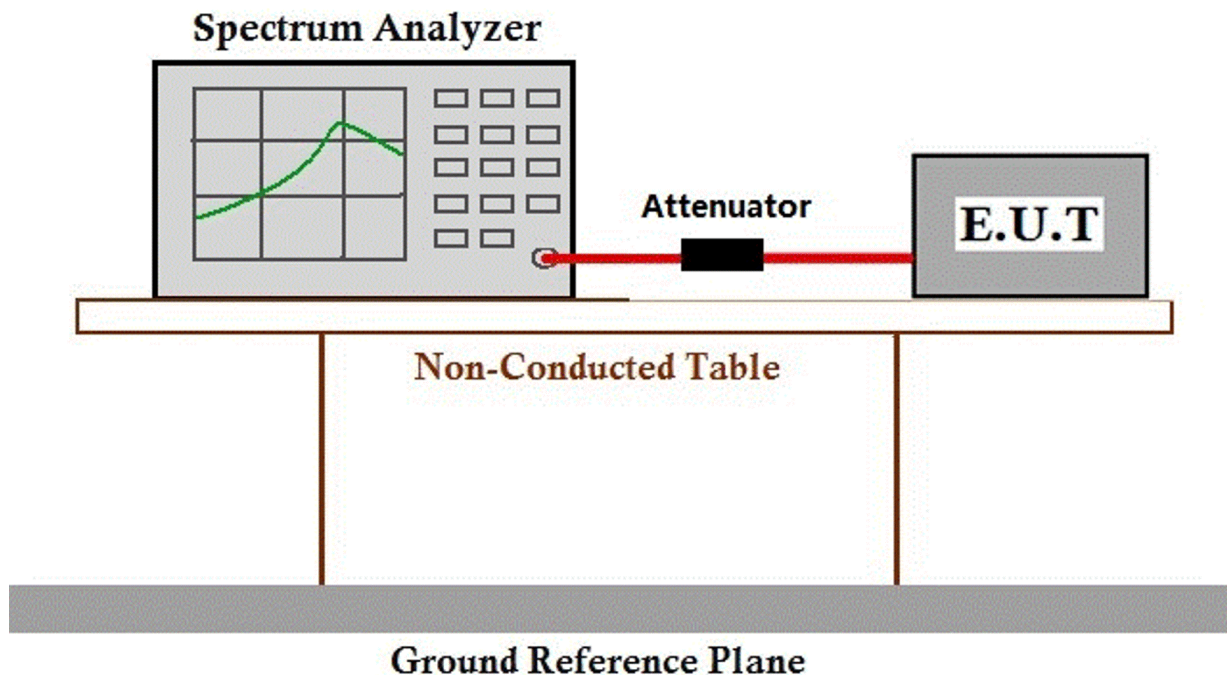 Spectrum Analyzer
Attenuator
E.U.T
Non-Conducted Table
Ground Reference Plane